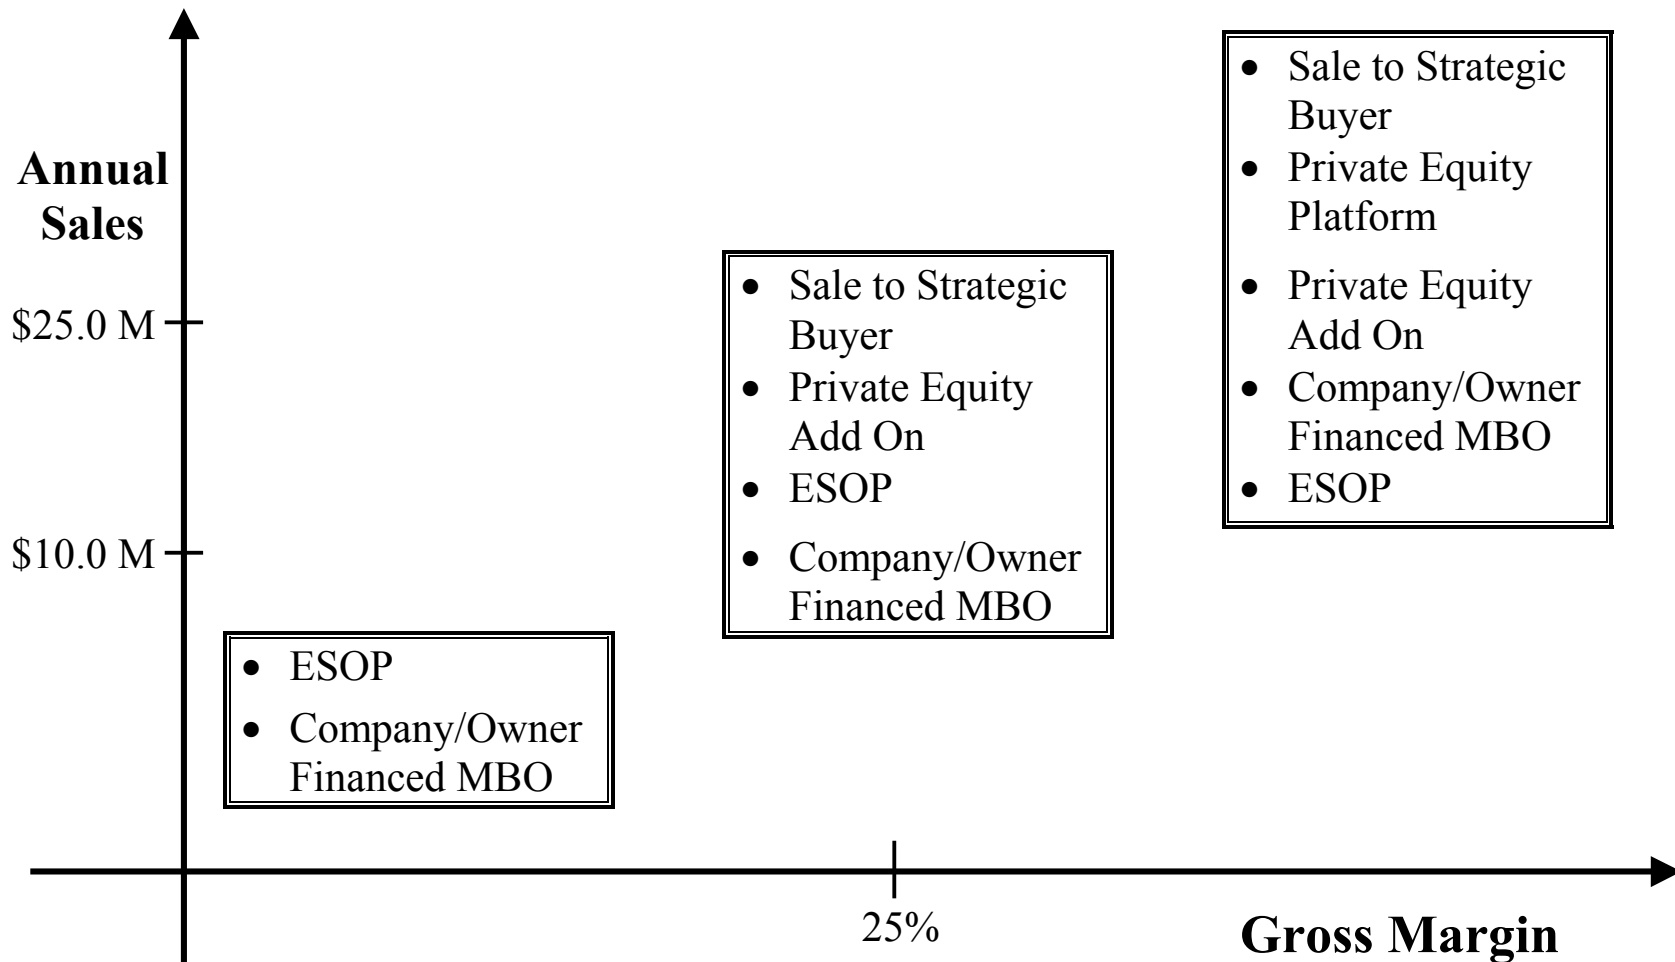 Annual
Sales
$25.0 M
$10.0 M
• ESOP
• Company/Owner
Financed MBO
• Sale to Strategic
Buyer
• Private Equity
Add On
• ESOP
• Company/Owner
Financed MBO
• Sale to Strategic
Buyer
• Private Equity
Platform
• Private Equity
Add On
• Company/Owner
Financed MBO
• ESOP
25%
Gross Margin